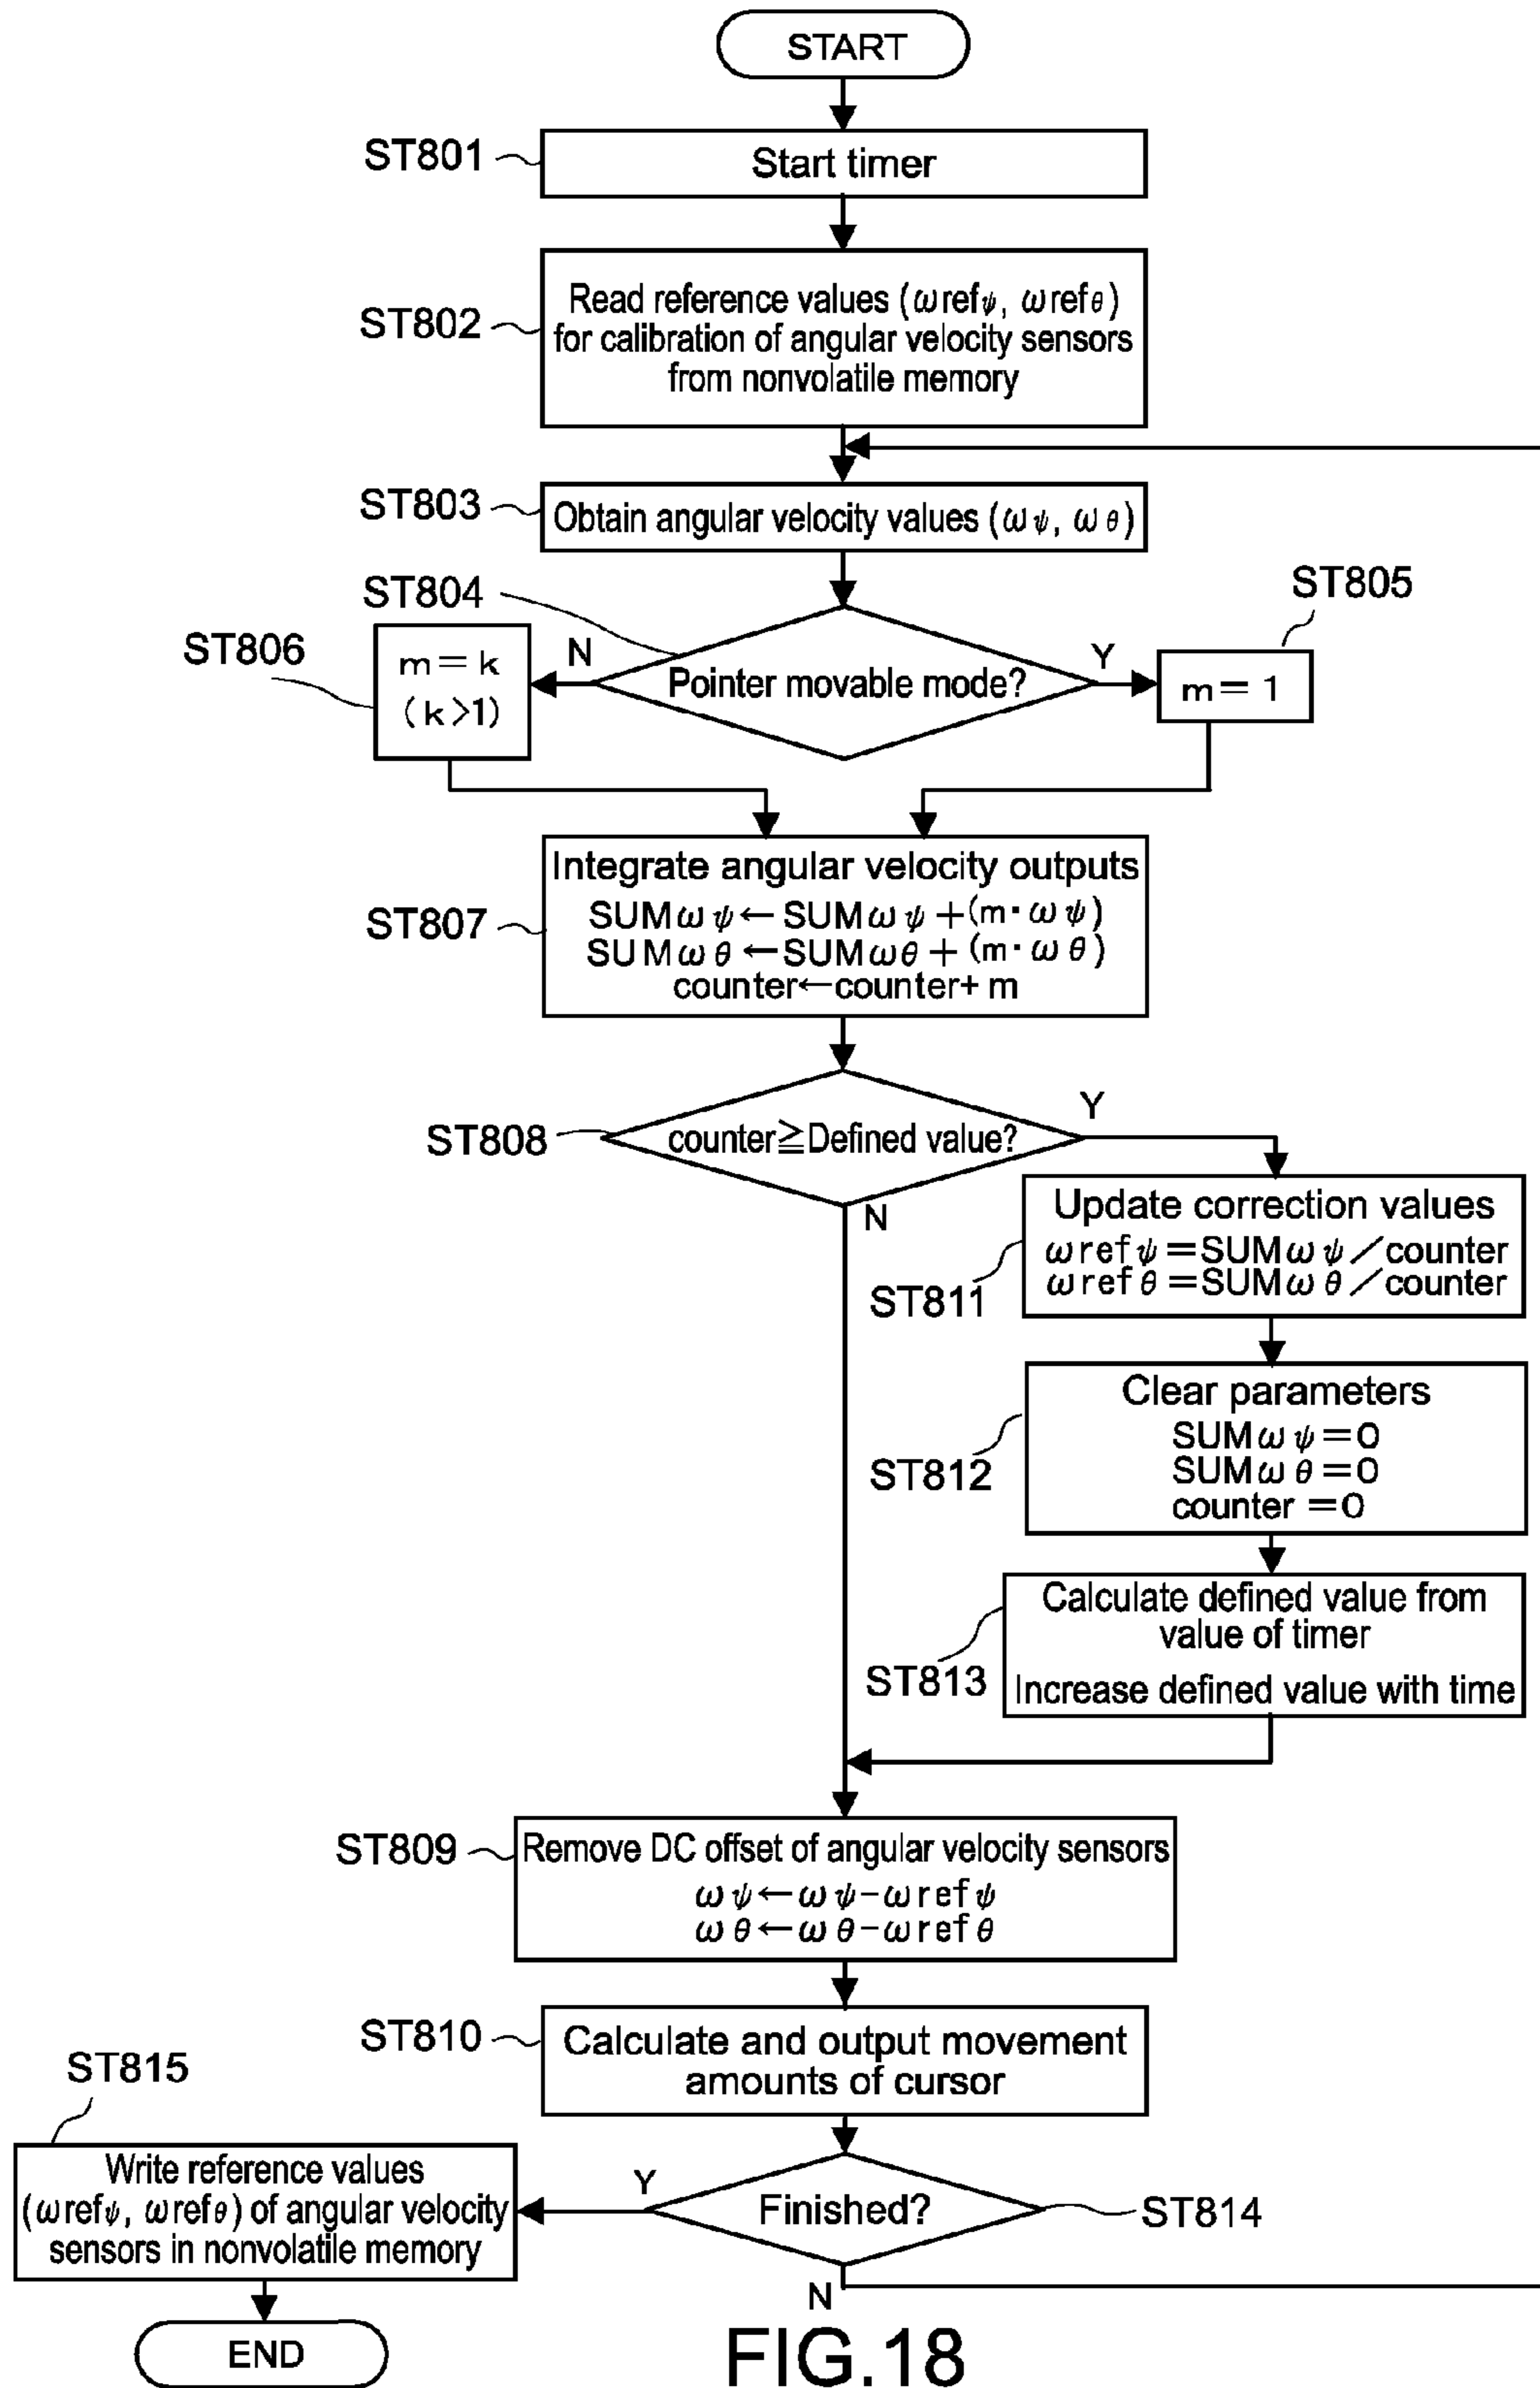 START
ST801
Start timer
ST802
Read reference values (ωrefψ, ωrefθ)
for calibration of angular velocity sensors
from nonvolatile memory
ST803
Obtain angular velocity values (ωψ, ωθ)
ST804
ST805
ST806
m=k
(k>1)
N
Pointer movable mode?
Y
m=1
ST807
Integrate angular velocity outputs
SUMωψ←SUMωψ+(m·ωψ)
SUMωθ←SUMωθ+(m·ωθ)
counter←counter+m
ST808
counter≧Defined value?
Y
N
ST811
Update correction values
ωrefψ=SUMωψ/counter
ωrefθ=SUMωθ/counter
ST812
Clear parameters
SUMωψ=0
SUMωθ=0
counter=0
ST813
Calculate defined value from
value of timer
Increase defined value with time
ST809
Remove DC offset of angular velocity sensors
ωψ←ωψ-ωrefψ
ωθ←ωθ-ωrefθ
ST810
Calculate and output movement
amounts of cursor
ST815
Write reference values
(ωrefψ, ωrefθ) of angular velocity
sensors in nonvolatile memory
Y
Finished?
ST814
N
END
FIG.18